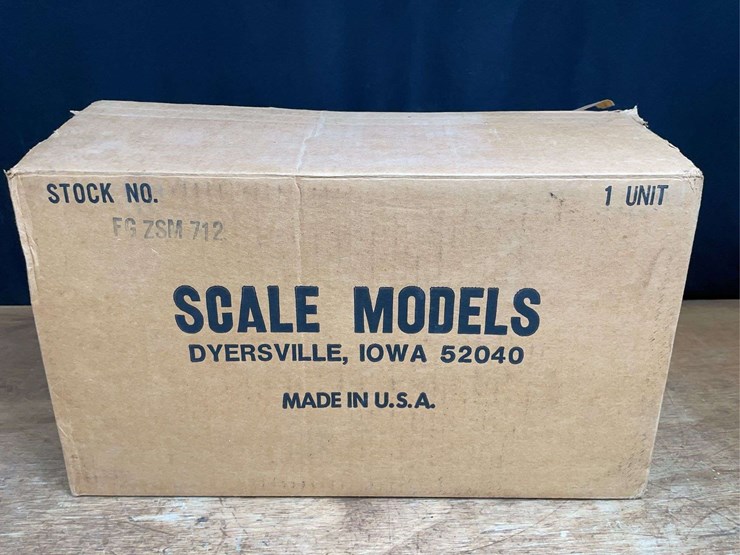 STOCK NO.
1 UNIT
FG ZSM 712
SCALE MODELS
DYERSVILLE, IOWA 52040
MADE IN U.S.A.